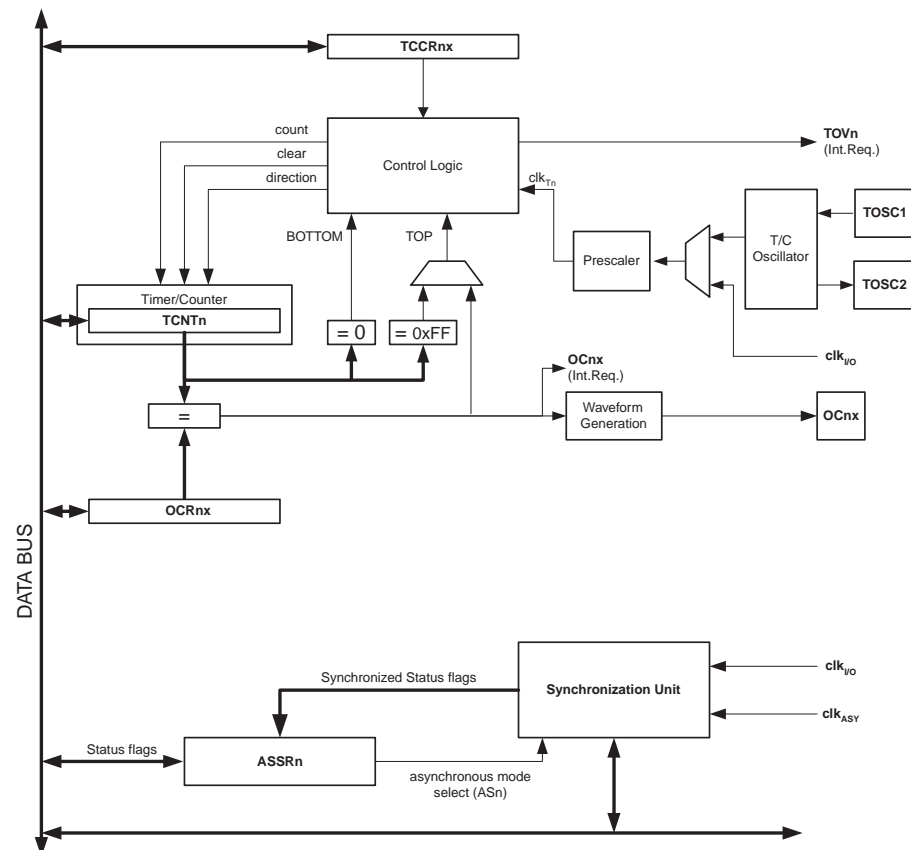 TCCRnx
count
clear
direction
Control Logic
TOVn
(Int.Req.)
clkTn
BOTTOM
TOP
Prescaler
T/C
Oscillator
TOSC1
TOSC2
Timer/Counter
TCNTn
= 0
= 0xFF
clkI/O
OCnx
(Int.Req.)
=
Waveform
Generation
OCnx
OCRnx
DATA BUS
Synchronized Status flags
Synchronization Unit
clkI/O
clkASY
Status flags
ASSRn
asynchronous mode
select (ASn)